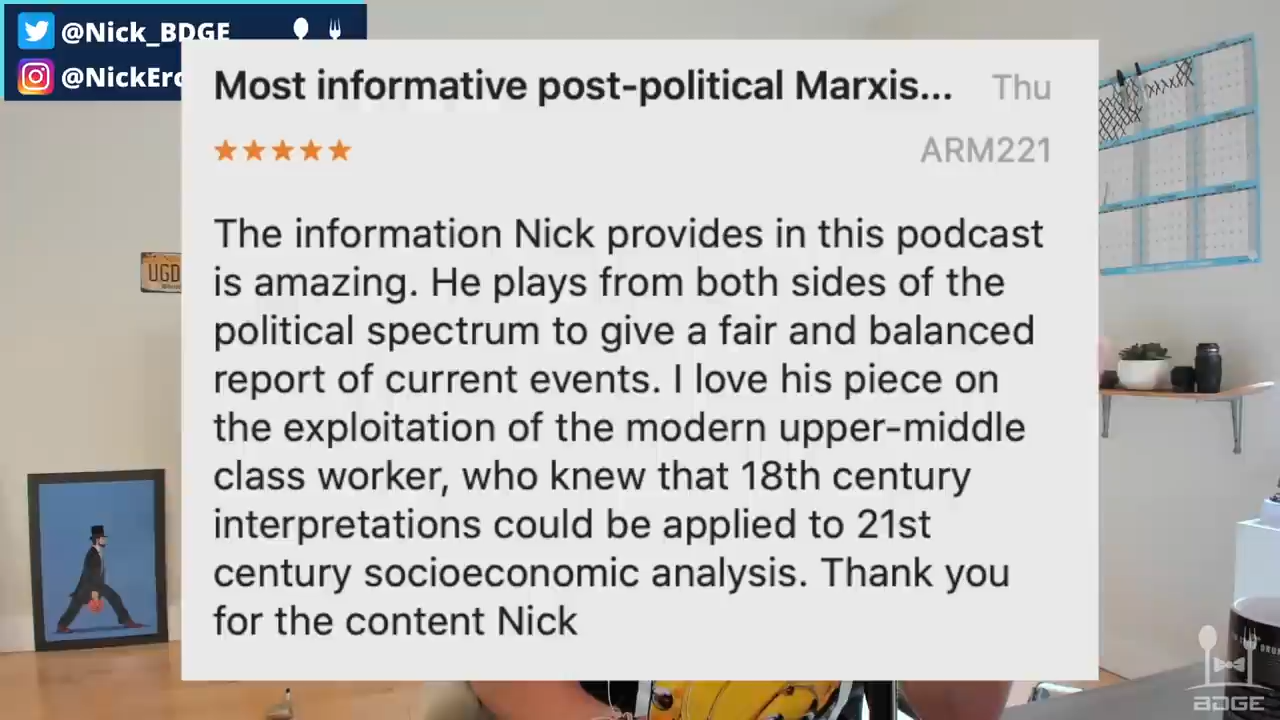 @Nick_BDGE
@NickErc
Most informative post-political Marxis...
Thu
★★★★★
ARM221
The information Nick provides in this podcast
is amazing. He plays from both sides of the
political spectrum to give a fair and balanced
report of current events. I love his piece on
the exploitation of the modern upper-middle
class worker, who knew that 18th century
interpretations could be applied to 21st
century socioeconomic analysis. Thank you
for the content Nick
UGD
BDGE